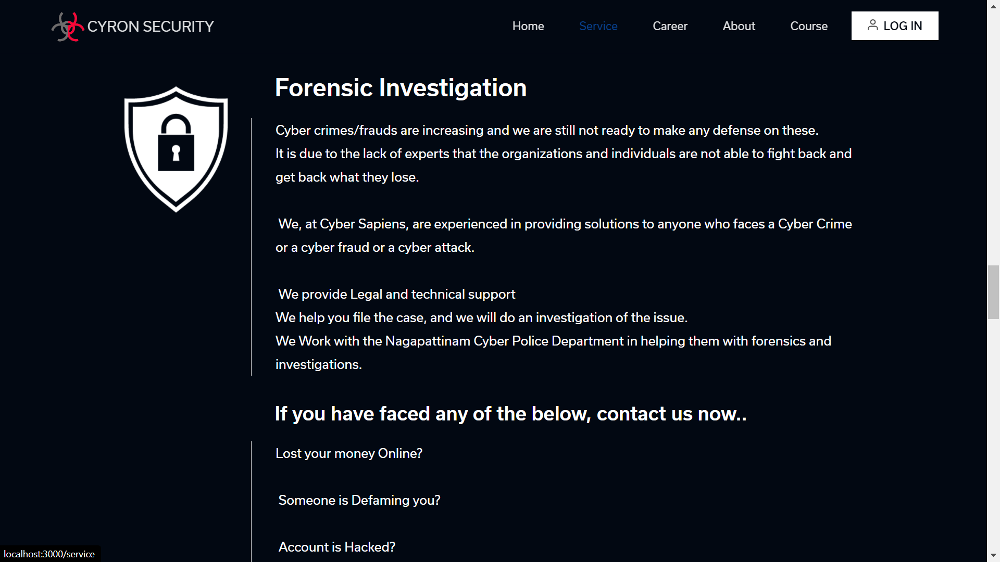 CYRON SECURITY
Home
Service
Career
About
Course
LOG IN
Forensic Investigation
Cyber crimes/frauds are increasing and we are still not ready to make any defense on these.
It is due to the lack of experts that the organizations and individuals are not able to fight back and
get back what they lose.
We, at Cyber Sapiens, are experienced in providing solutions to anyone who faces a Cyber Crime
or a cyber fraud or a cyber attack.
We provide Legal and technical support
We help you file the case, and we will do an investigation of the issue.
We Work with the Nagapattinam Cyber Police Department in helping them with forensics and
investigations.
If you have faced any of the below, contact us now..
Lost your money Online?
Someone is Defaming you?
Account is Hacked?
localhost:3000/service